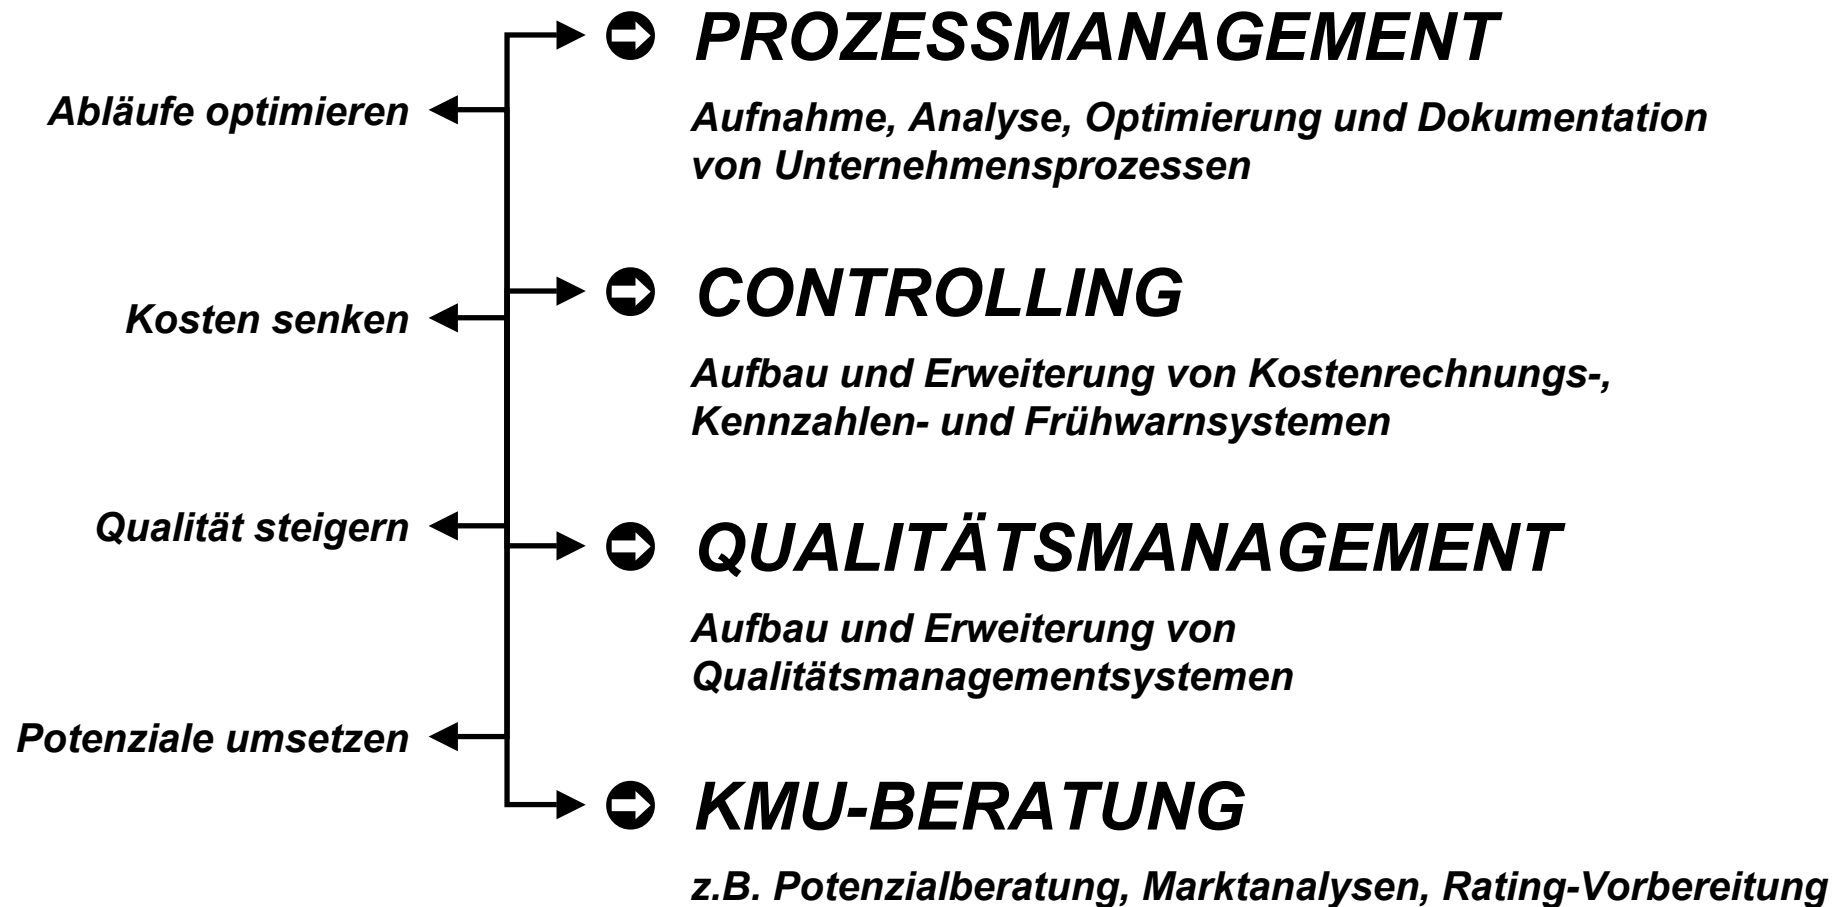 PROZESSMANAGEMENT
Abläufe optimieren
Aufnahme, Analyse, Optimierung und Dokumentation
von Unternehmensprozessen
CONTROLLING
Kosten senken
Aufbau und Erweiterung von Kostenrechnungs-,
Kennzahlen- und Frühwarnsystemen
Qualität steigern
QUALITÄTSMANAGEMENT
Aufbau und Erweiterung von
Qualitätsmanagementsystemen
Potenziale umsetzen
KMU-BERATUNG
z.B. Potenzialberatung, Marktanalysen, Rating-Vorbereitung